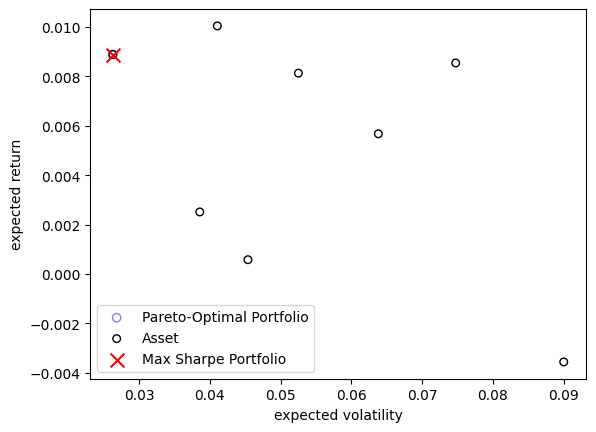 0.010
0.008
0.006
0.004
0.002
0.000
−0.002
−0.004
expected return
Pareto-Optimal Portfolio
Asset
Max Sharpe Portfolio
0.03 0.04 0.05 0.06 0.07 0.08 0.09
expected volatility